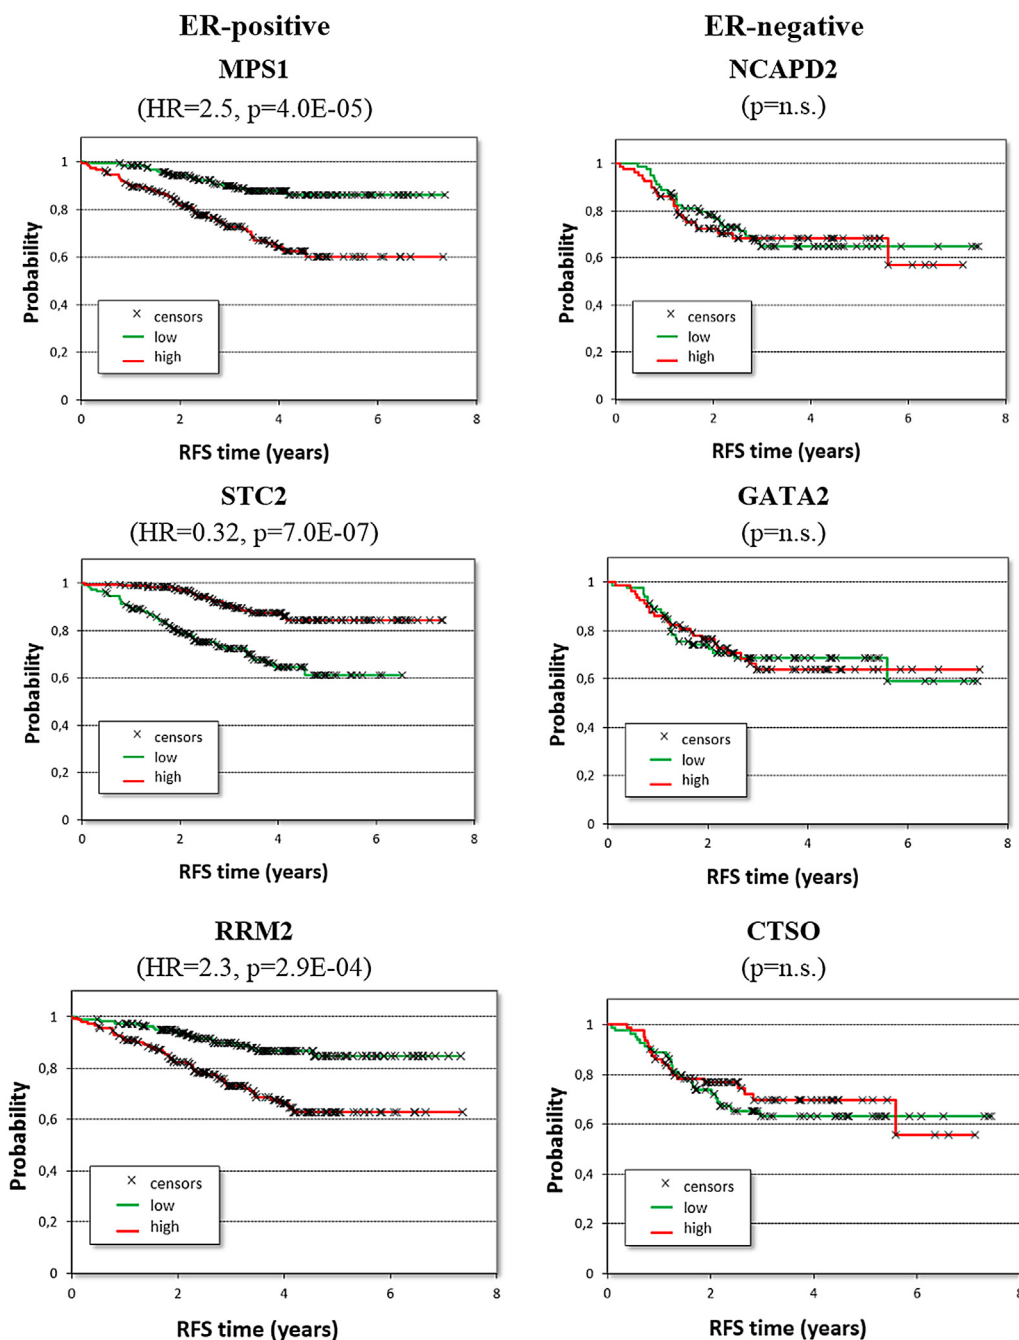 ER-positive
MPS1
(HR=2.5, p=4.0E-05)
1
0,8
0,6
0,4
0,2
0
Probability
censors
low
high
0 2 4 6 8
RFS time (years)
ER-negative
NCAPD2
(p=n.s.)
1
0,8
0,6
0,4
0,2
0
Probability
censors
low
high
0 2 4 6 8
RFS time (years)
STC2
(HR=0.32, p=7.0E-07)
1
0,8
0,6
0,4
0,2
0
Probability
censors
low
high
0 2 4 6 8
RFS time (years)
GATA2
(p=n.s.)
1
0,8
0,6
0,4
0,2
0
Probability
censors
low
high
0 2 4 6 8
RFS time (years)
RRM2
(HR=2.3, p=2.9E-04)
1
0,8
0,6
0,4
0,2
0
Probability
censors
low
high
0 2 4 6 8
RFS time (years)
CTSO
(p=n.s.)
1
0,8
0,6
0,4
0,2
0
Probability
censors
low
high
0 2 4 6 8
RFS time (years)